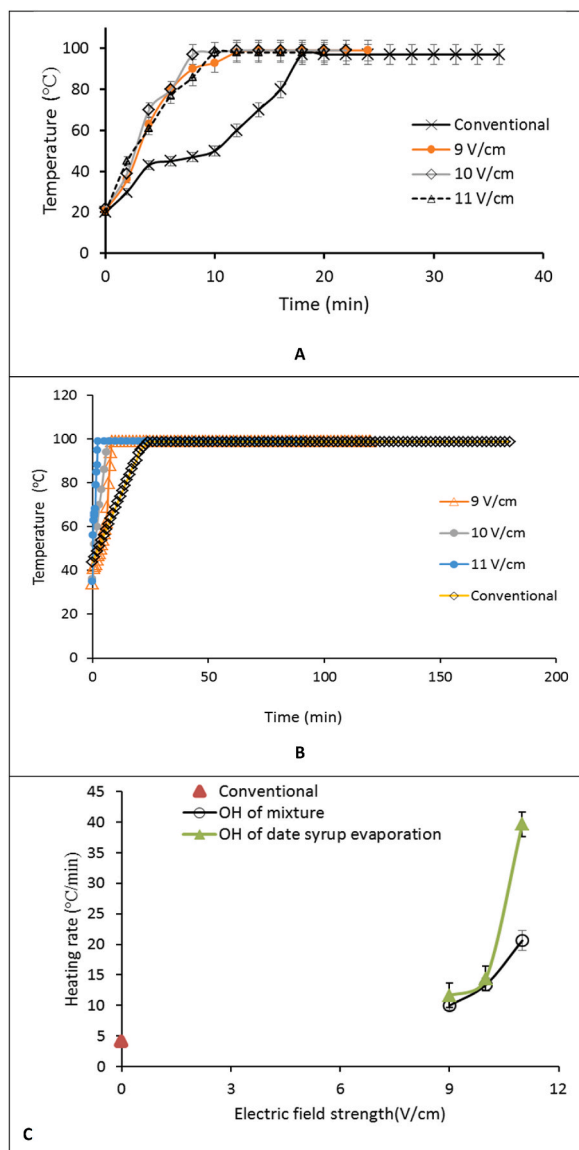 120
100
80
60
40
20
0
Temperature (°C)
Conventional
9 V/cm
10 V/cm
11 V/cm
0 10 20 30 40
Time (min)
A
120
100
80
60
40
20
0
Temperature (°C)
9 V/cm
10 V/cm
11 V/cm
Conventional
0 50 100 150 200
Time (min)
B
45
40
35
30
25
20
15
10
5
0
Heating rate (°C/min)
Conventional
OH of mixture
OH of date syrup evaporation
0 3 6 9 12
Electric field strength(V/cm)
C